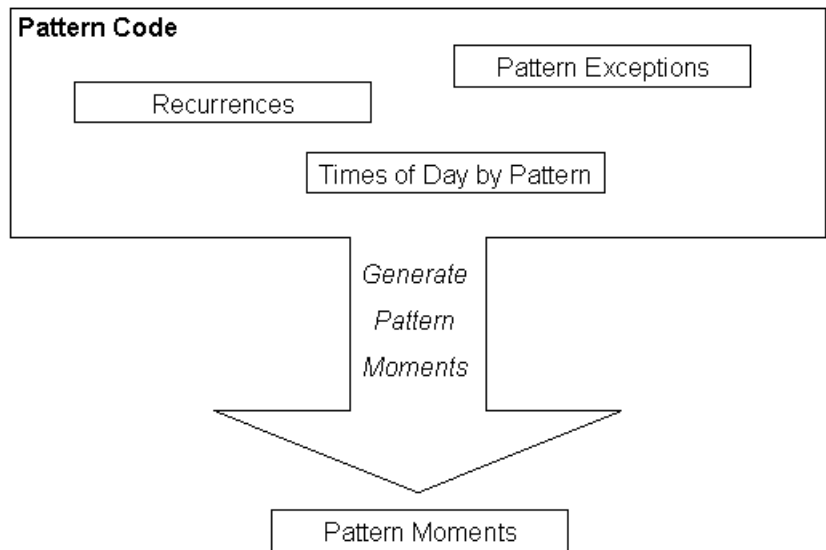 Pattern Code
Pattern Exceptions
Recurrences
Times of Day by Pattern
Generate
Pattern
Moments
Pattern Moments